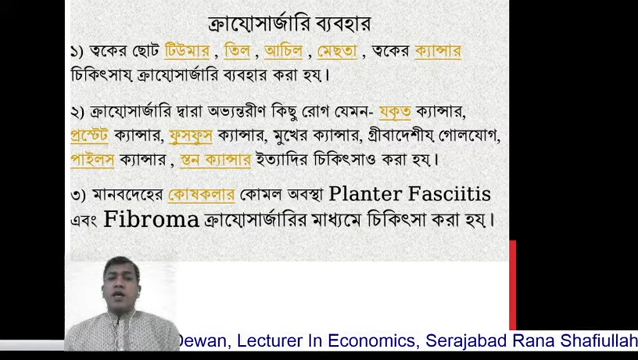 ক্রায়োসার্জারি ব্যবহার
১) ত্বকের ছোট টিউমার , তিল , আচিল , মেছতা , ত্বকের ক্যান্সার
চিকিৎসায় ক্রায়োসার্জারি ব্যবহার করা হয়।
২) ক্রায়োসার্জারি দ্বারা অভ্যন্তরীণ কিছু রোগ যেমন- যকৃত ক্যান্সার,
প্রস্টেট ক্যান্সার, ফুসফুস ক্যান্সার, মুখের ক্যান্সার, গ্রীবাদেশীয় গোলযোগ,
পাইলস ক্যান্সার , স্তন ক্যান্সার ইত্যাদির চিকিৎসাও করা হয়।
৩) মানবদেহের কোষকলার কোমল অবস্থা Planter Fasciitis
এবং Fibroma ক্রায়োসার্জারির মাধ্যমে চিকিৎসা করা হয়।
Dewan, Lecturer In Economics, Serajabad Rana Shafiullah